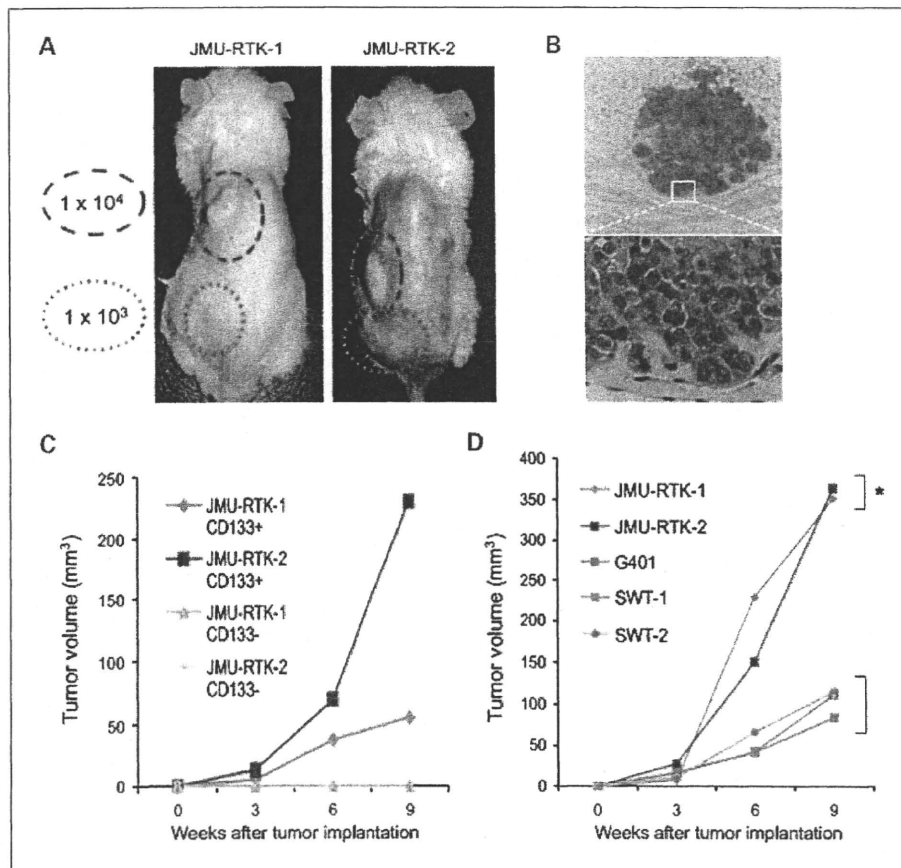 A
JMU-RTK-1
JMU-RTK-2
B
1 x 10⁴
1 x 10³
C
Tumor volume (mm³)
250
200
150
100
50
0
JMU-RTK-1
CD133+
JMU-RTK-2
CD133+
JMU-RTK-1
CD133-
JMU-RTK-2
CD133-
0 3 6 9
Weeks after tumor implantation
D
Tumor volume (mm³)
400
350
300
250
200
150
100
50
0
JMU-RTK-1
JMU-RTK-2
G401
SWT-1
SWT-2
*
0 3 6 9
Weeks after tumor implantation